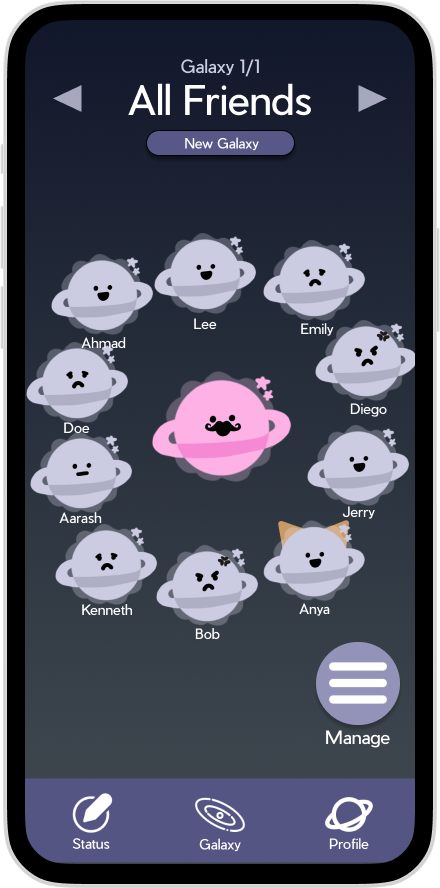 Galaxy 1/1
All Friends
New Galaxy
Lee
Emily
Ahmad
Diego
Doe
Jerry
Aarash
Anya
Kenneth
Bob
Manage
Status
Galaxy
Profile